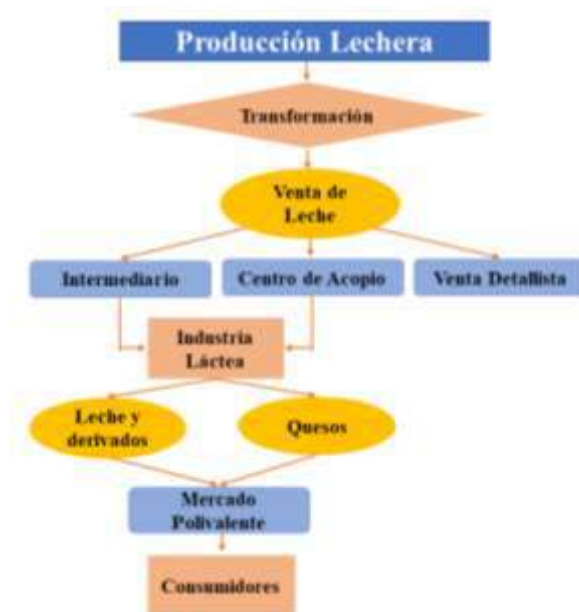 Producción Lechera
Transformación
Venta de
Leche
Intermediario
Centro de Acopio
Venta Detallista
Industria
Láctea
Leche y
derivados
Quesos
Mercado
Polivalente
Consumidores